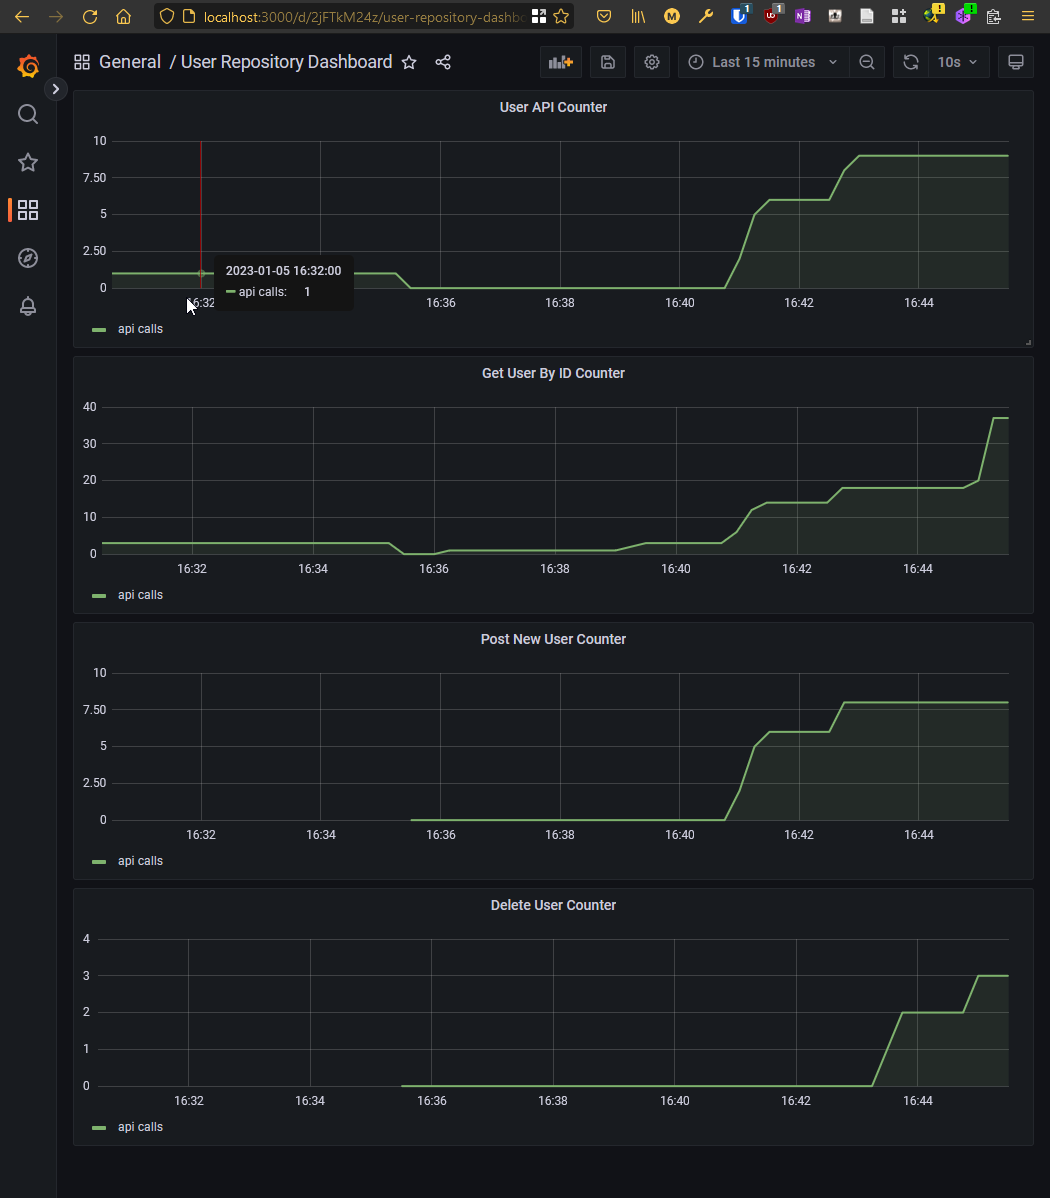 localhost:3000/d/2jFTkM24z/user-repository-dashbo
1
1
General / User Repository Dashboard
Last 15 minutes
10s
User API Counter
10
7.50
5
2.50
0
2023-01-05 16:32:00
api calls: 1
16:32 16:36 16:38 16:40 16:42 16:44
api calls
Get User By ID Counter
40
30
20
10
0
16:32 16:34 16:36 16:38 16:40 16:42 16:44
api calls
Post New User Counter
10
7.50
5
2.50
0
16:32 16:34 16:36 16:38 16:40 16:42 16:44
api calls
Delete User Counter
4
3
2
1
0
16:32 16:34 16:36 16:38 16:40 16:42 16:44
api calls